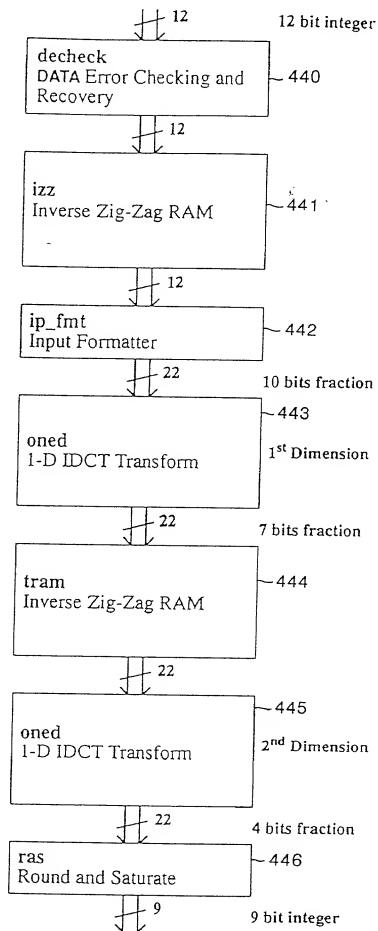 12
12 bit integer
decheck
DATA Error Checking and
Recovery
440
12
izz
Inverse Zig-Zag RAM
441
12
ip_fmt
Input Formatter
442
22
10 bits fraction
443
oned
1-D IDCT Transform
1st Dimension
22
7 bits fraction
tram
Inverse Zig-Zag RAM
444
22
445
oned
1-D IDCT Transform
2nd Dimension
22
4 bits fraction
ras
Round and Saturate
446
9
9 bit integer